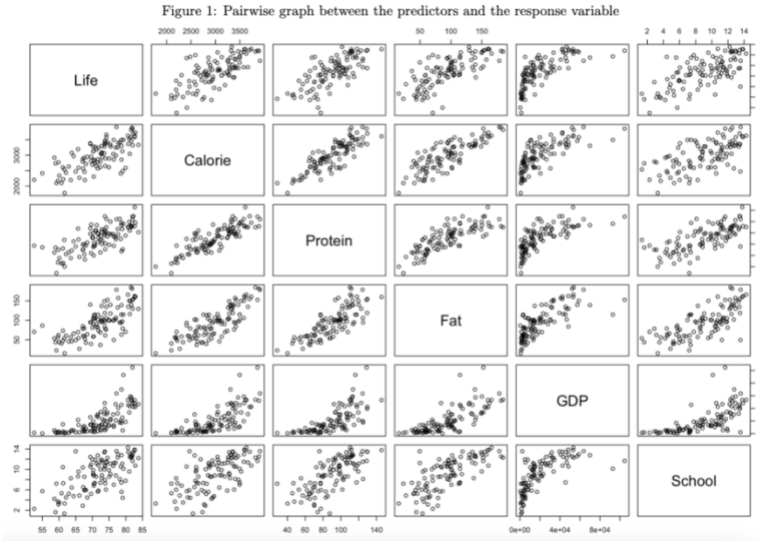 Figure 1: Pairwise graph between the predictors and the response variable
2000 2500 3000 3500
50 100 150
2 4 6 8 10 12 14
Life
2000 3000
Calorie
Protein
50 100 150
Fat
GDP
2 6 10 14
School
55 60 65 70 75 80 85
40 60 80 100 140
0e+00 4e+04 8e+04